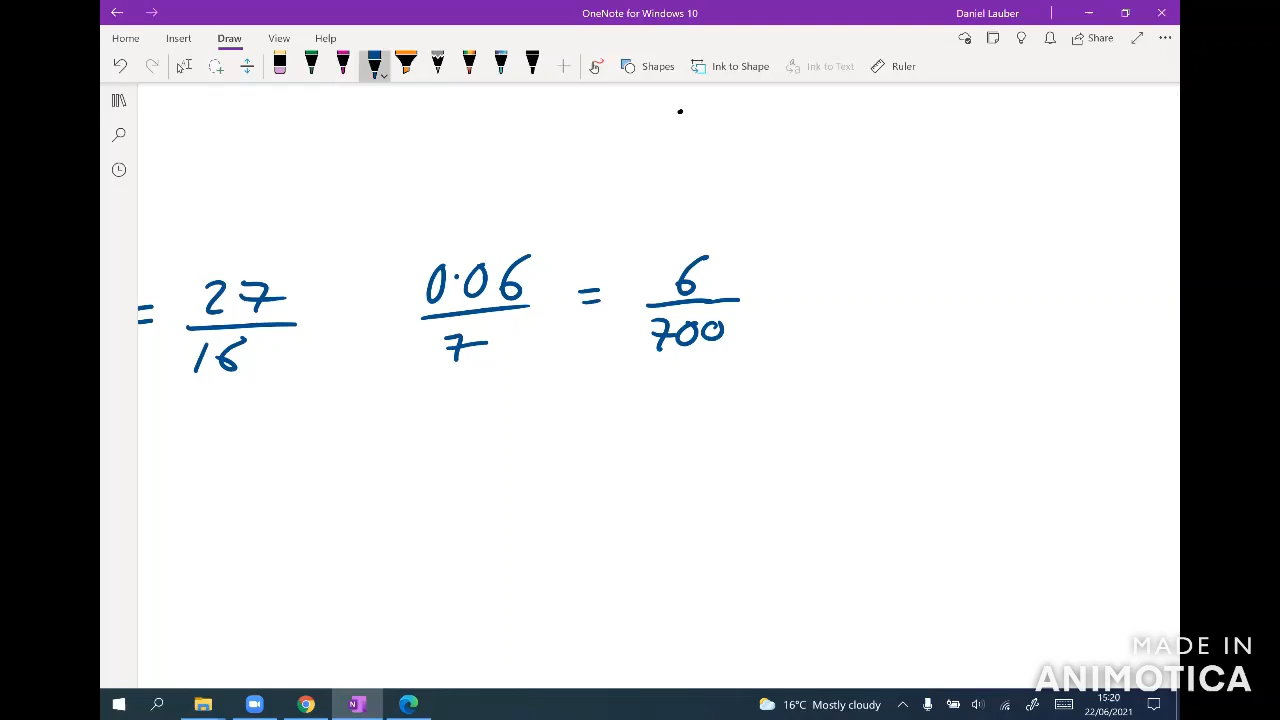 OneNote for Windows 10
Daniel Lauber
Home Insert Draw View Help
Share
Shapes Ink to Shape Ink to Text Ruler
= 27/16 0.06/7 = 6/700
MADE IN
ANIMOTICA
16°C Mostly cloudy
15:20
22/06/2021